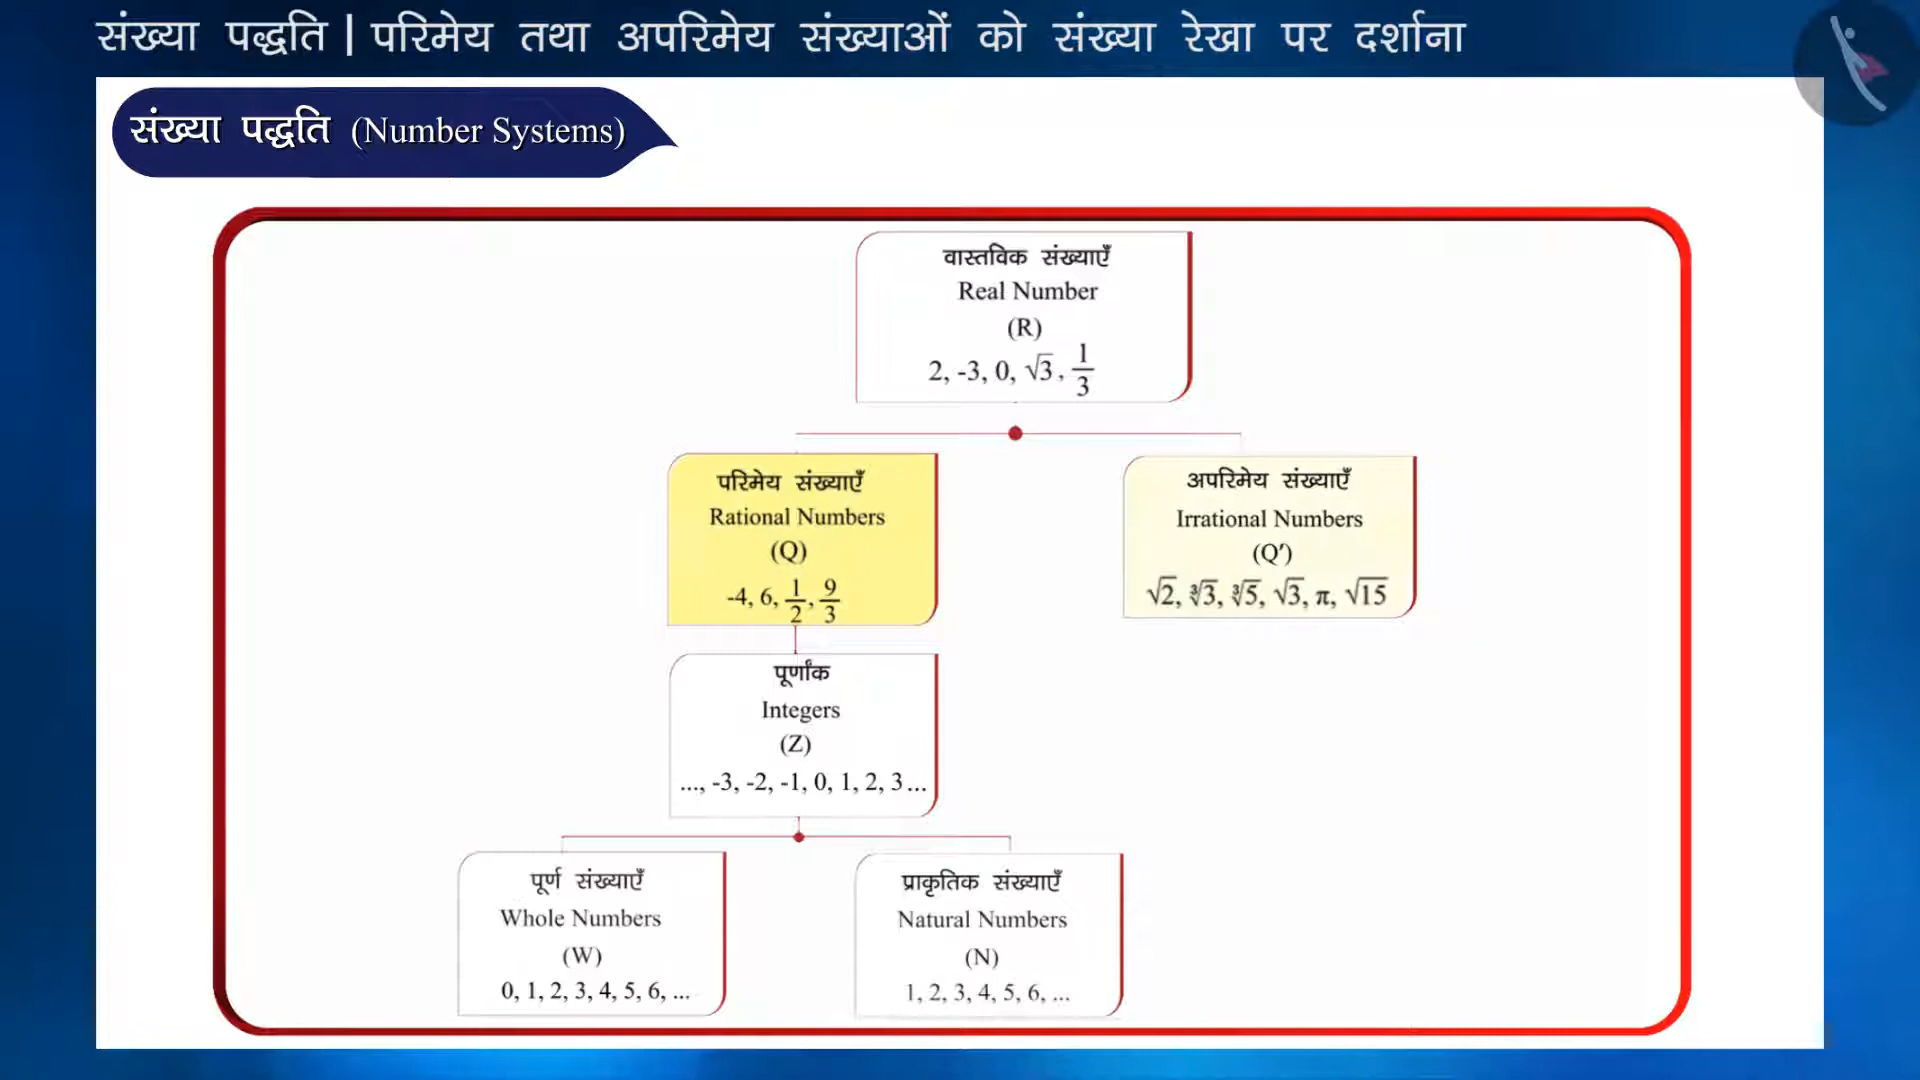 संख्या पद्धति | परिमेय तथा अपरिमेय संख्याओं को संख्या रेखा पर दर्शाना
संख्या पद्धति (Number Systems)
वास्तविक संख्याएँ
Real Number
(R)
2, -3, 0, √3, 1/3
परिमेय संख्याएँ
Rational Numbers
(Q)
-4, 6, 1/2, 9/3
अपरिमेय संख्याएँ
Irrational Numbers
(Q′)
√2, ∛3, ∛5, √3, π, √15
पूर्णांक
Integers
(Z)
..., -3, -2, -1, 0, 1, 2, 3 ...
पूर्ण संख्याएँ
Whole Numbers
(W)
0, 1, 2, 3, 4, 5, 6, ...
प्राकृतिक संख्याएँ
Natural Numbers
(N)
1, 2, 3, 4, 5, 6, ...